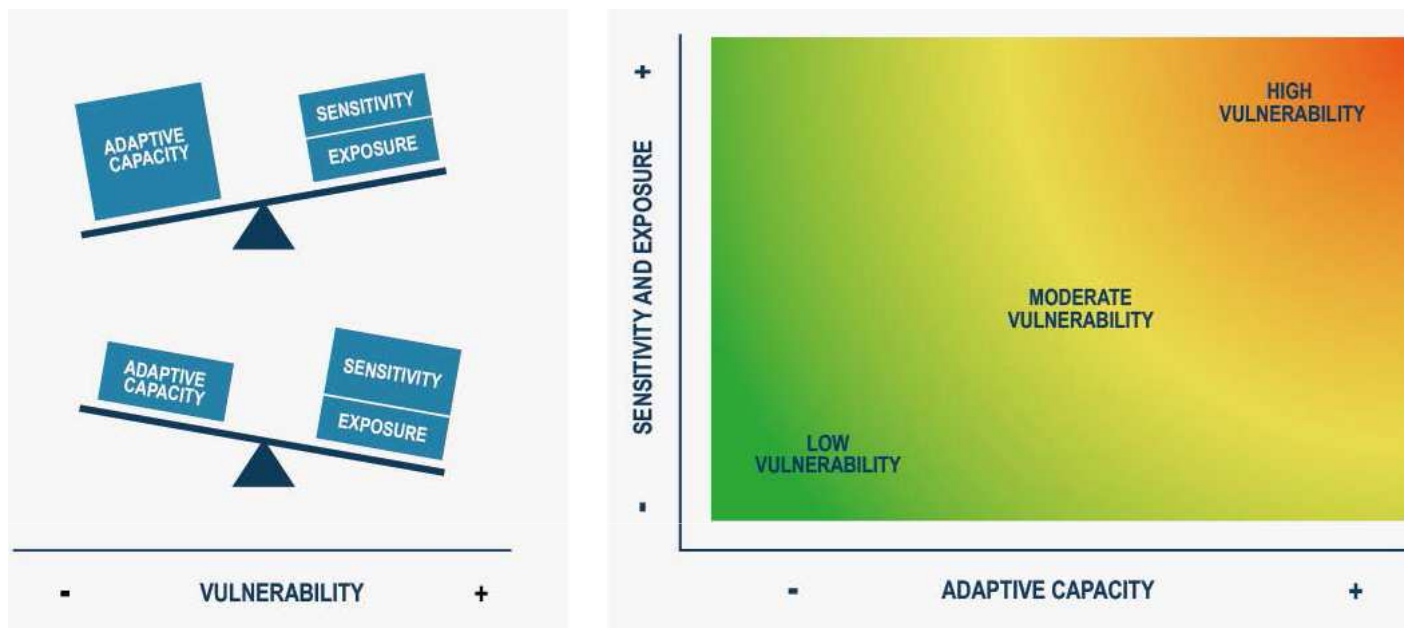 ADAPTIVE
CAPACITY
SENSITIVITY
EXPOSURE
ADAPTIVE
CAPACITY
SENSITIVITY
EXPOSURE
- VULNERABILITY +
+
SENSITIVITY AND EXPOSURE
-
HIGH
VULNERABILITY
MODERATE
VULNERABILITY
LOW
VULNERABILITY
- ADAPTIVE CAPACITY +